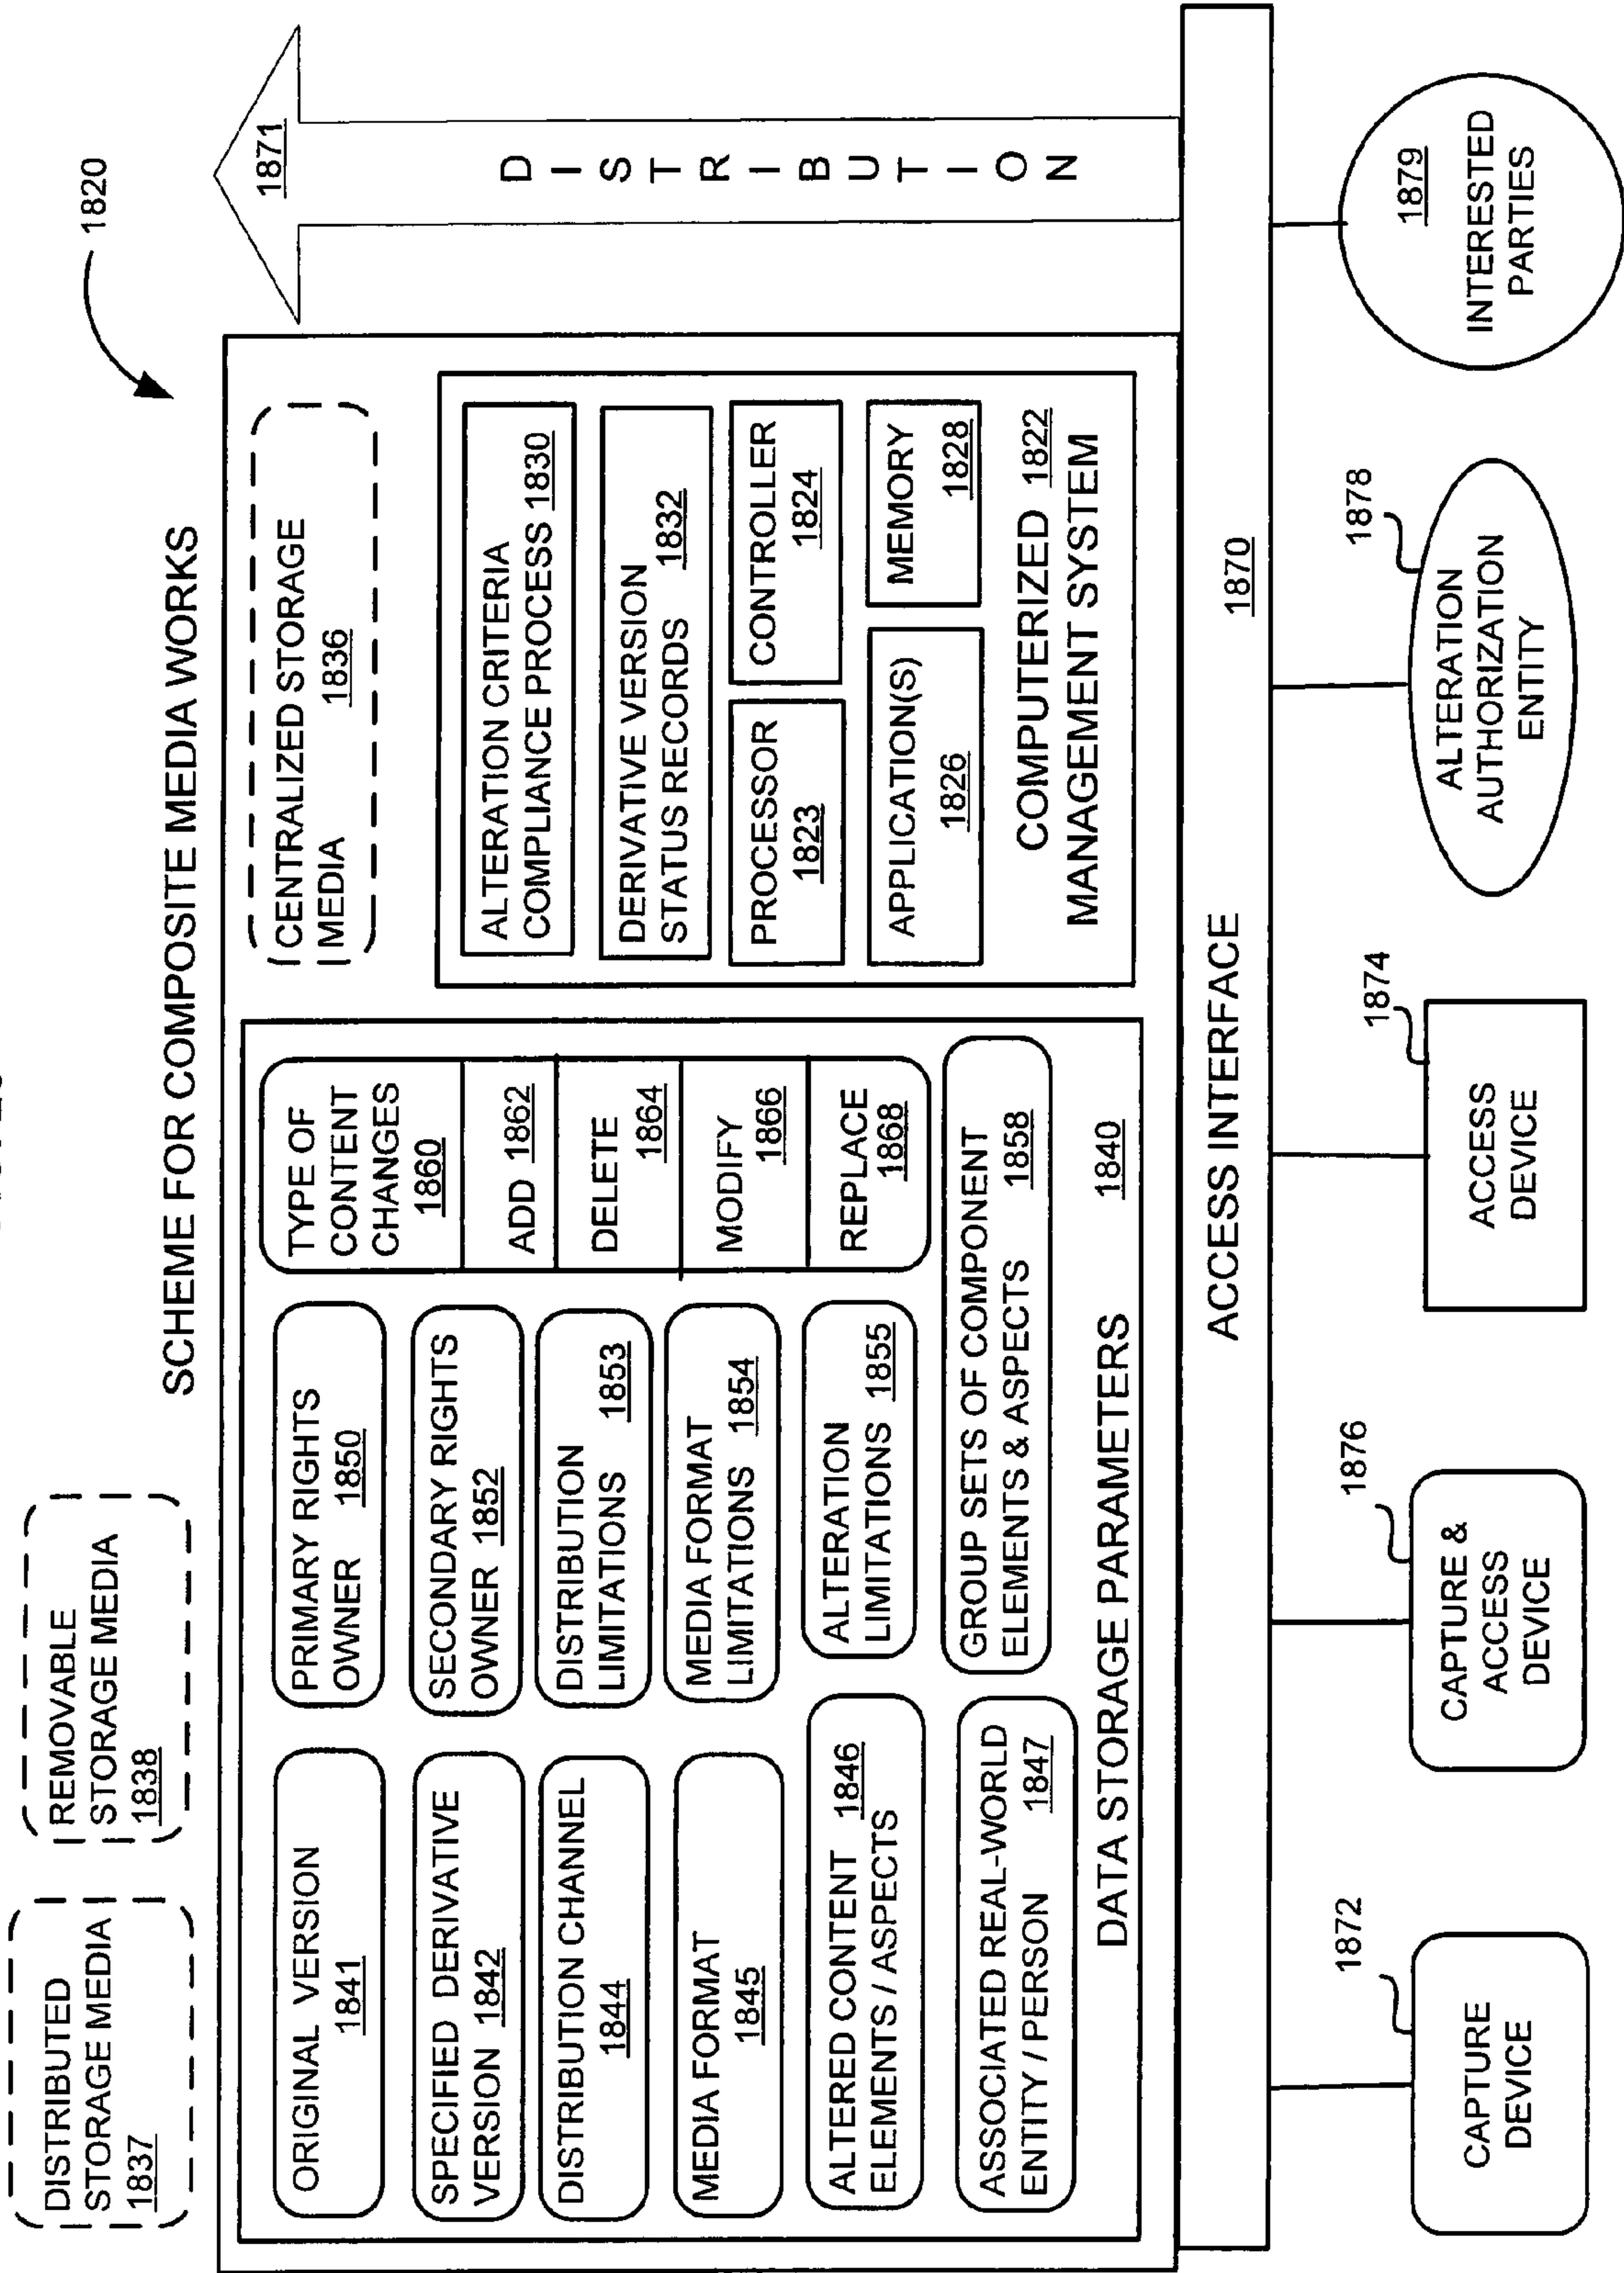 SCHEME FOR COMPOSITE MEDIA WORKS
1820
DISTRIBUTED
STORAGE MEDIA
1837
REMOVABLE
STORAGE MEDIA
1838
CENTRALIZED STORAGE
MEDIA 1836
ORIGINAL VERSION
1841
SPECIFIED DERIVATIVE
VERSION 1842
DISTRIBUTION CHANNEL
1844
MEDIA FORMAT
1845
ALTERED CONTENT 1846
ELEMENTS / ASPECTS
ASSOCIATED REAL-WORLD
ENTITY / PERSON 1847
PRIMARY RIGHTS
OWNER 1850
SECONDARY RIGHTS
OWNER 1852
DISTRIBUTION
LIMITATIONS 1853
MEDIA FORMAT
LIMITATIONS 1854
ALTERATION
LIMITATIONS 1855
GROUP SETS OF COMPONENT
ELEMENTS & ASPECTS 1858
TYPE OF
CONTENT
CHANGES
1860
ADD 1862
DELETE
1864
MODIFY
1866
REPLACE
1868
DATA STORAGE PARAMETERS 1840
ALTERATION CRITERIA
COMPLIANCE PROCESS 1830
DERIVATIVE VERSION
STATUS RECORDS 1832
PROCESSOR
1823
CONTROLLER
1824
APPLICATION(S)
1826
MEMORY
1828
COMPUTERIZED 1822
MANAGEMENT SYSTEM
1871
DISTRIBUTION
ACCESS INTERFACE 1870
1872
CAPTURE
DEVICE
1876
CAPTURE &
ACCESS
DEVICE
1874
ACCESS
DEVICE
1878
ALTERATION
AUTHORIZATION
ENTITY
1879
INTERESTED
PARTIES